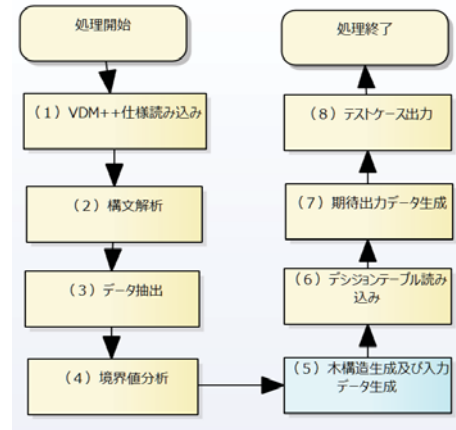 処理開始
(1)VDM++仕様読み込み
(2)構文解析
(3)データ抽出
(4)境界値分析
(5)木構造生成及び入力
データ生成
(6)デシジョンテーブル読み
込み
(7)期待出力データ生成
(8)テストケース出力
処理終了